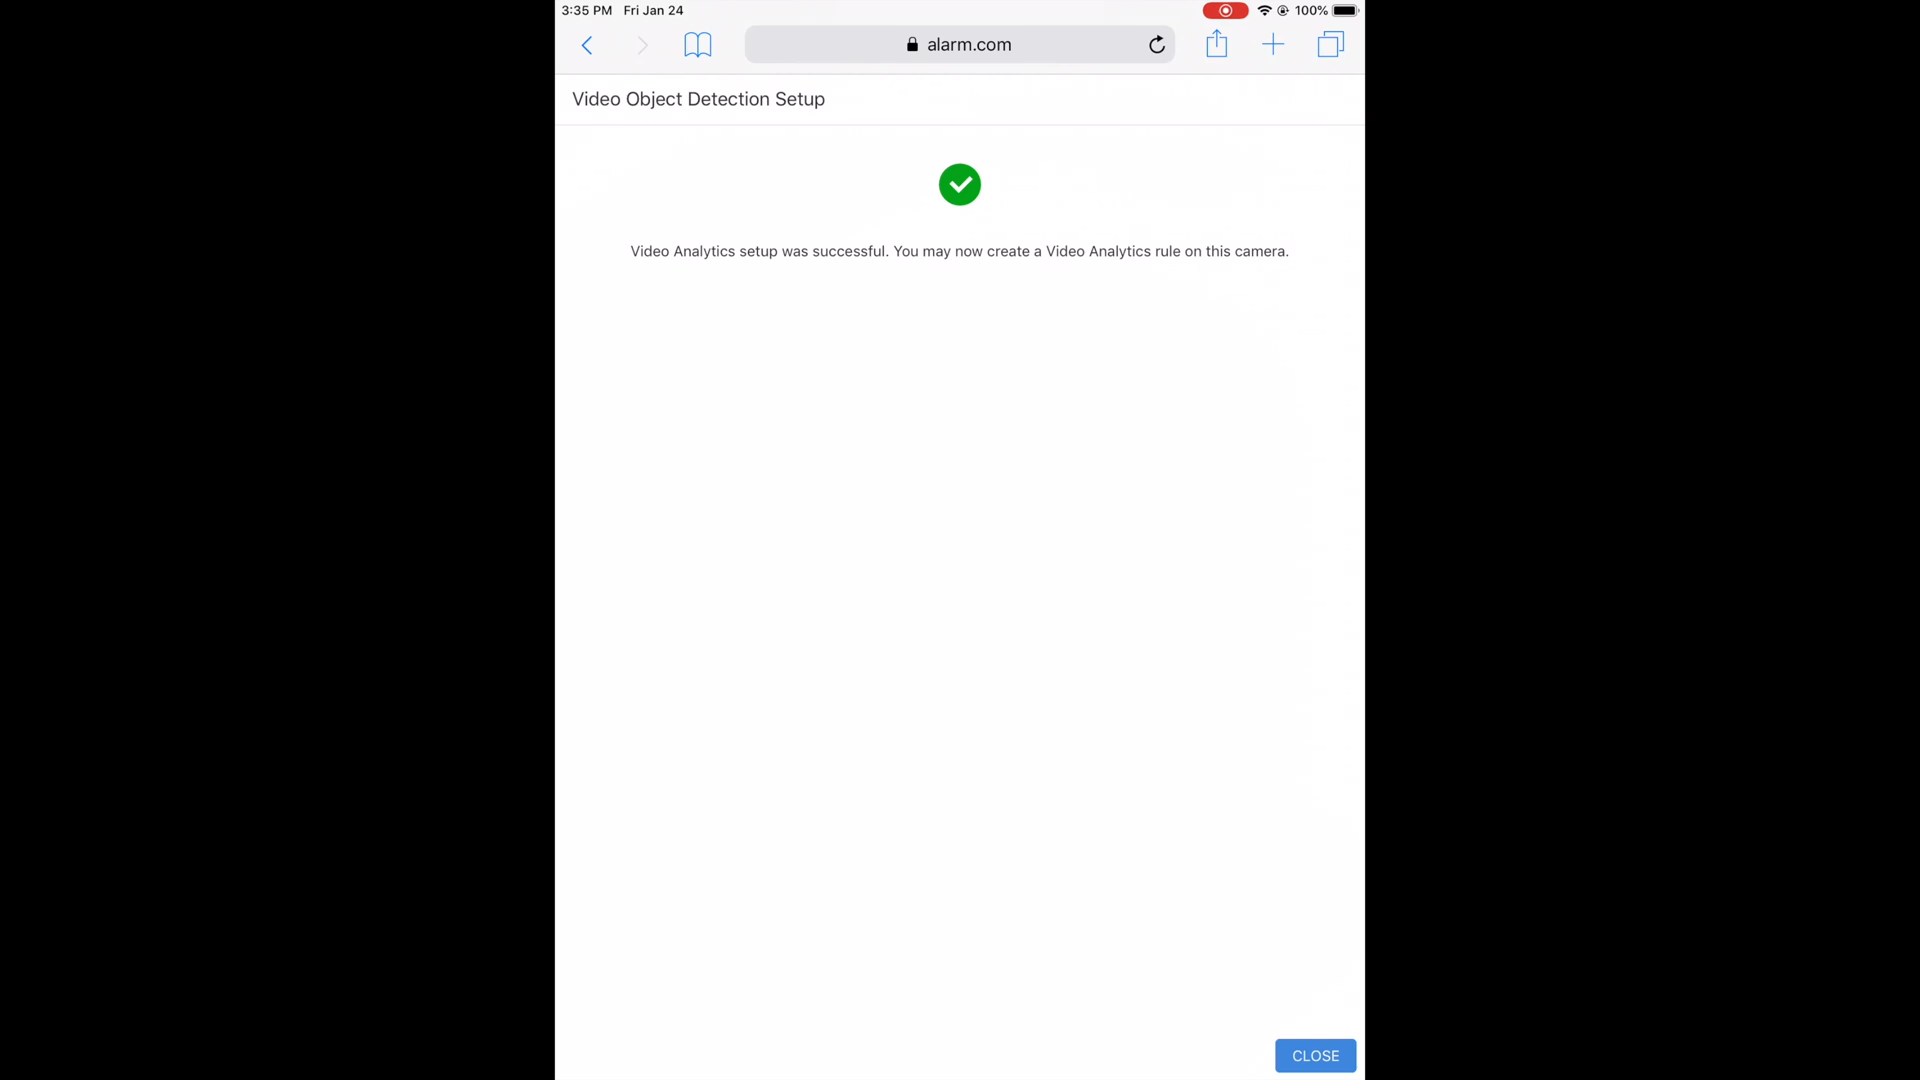 3:35 PM Fri Jan 24
100%
alarm.com
Video Object Detection Setup
Video Analytics setup was successful. You may now create a Video Analytics rule on this camera.
CLOSE